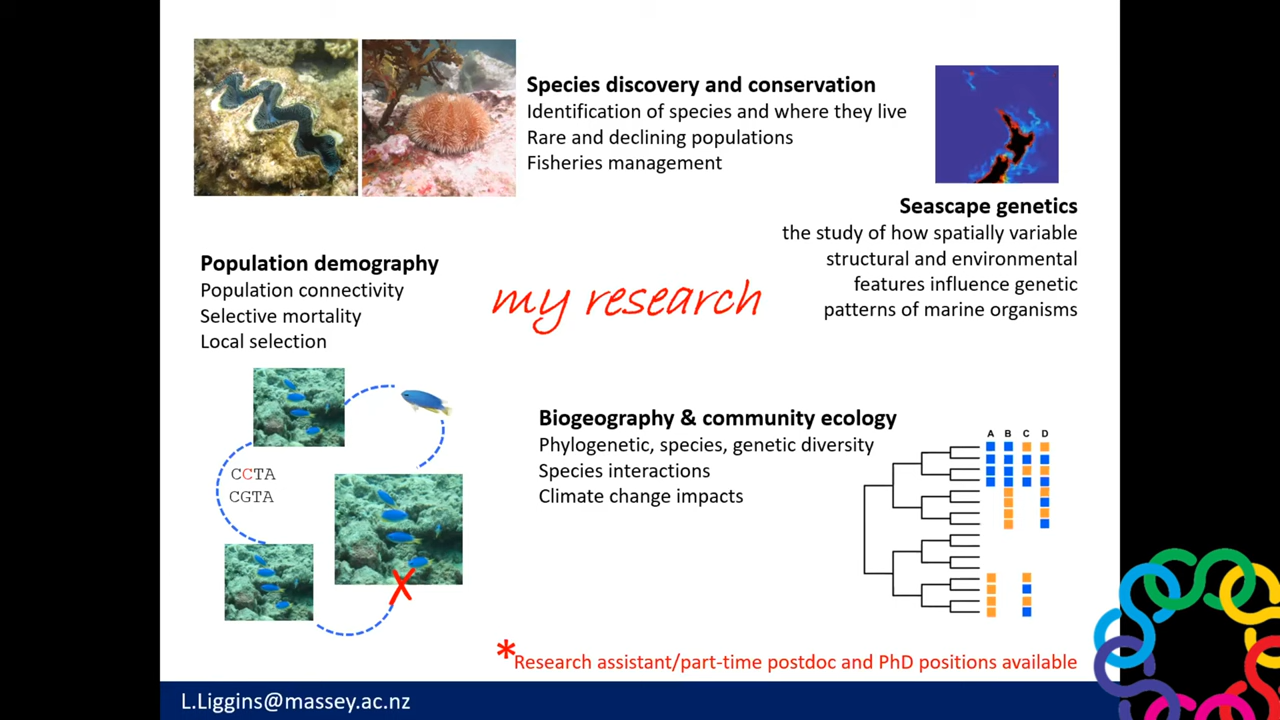 Species discovery and conservation
Identification of species and where they live
Rare and declining populations
Fisheries management
Seascape genetics
the study of how spatially variable
structural and environmental
features influence genetic
patterns of marine organisms
Population demography
Population connectivity
Selective mortality
Local selection
my research
CCTA
CGTA
X
Biogeography & community ecology
Phylogenetic, species, genetic diversity
Species interactions
Climate change impacts
A B C D
*Research assistant/part-time postdoc and PhD positions available
L.Liggins@massey.ac.nz